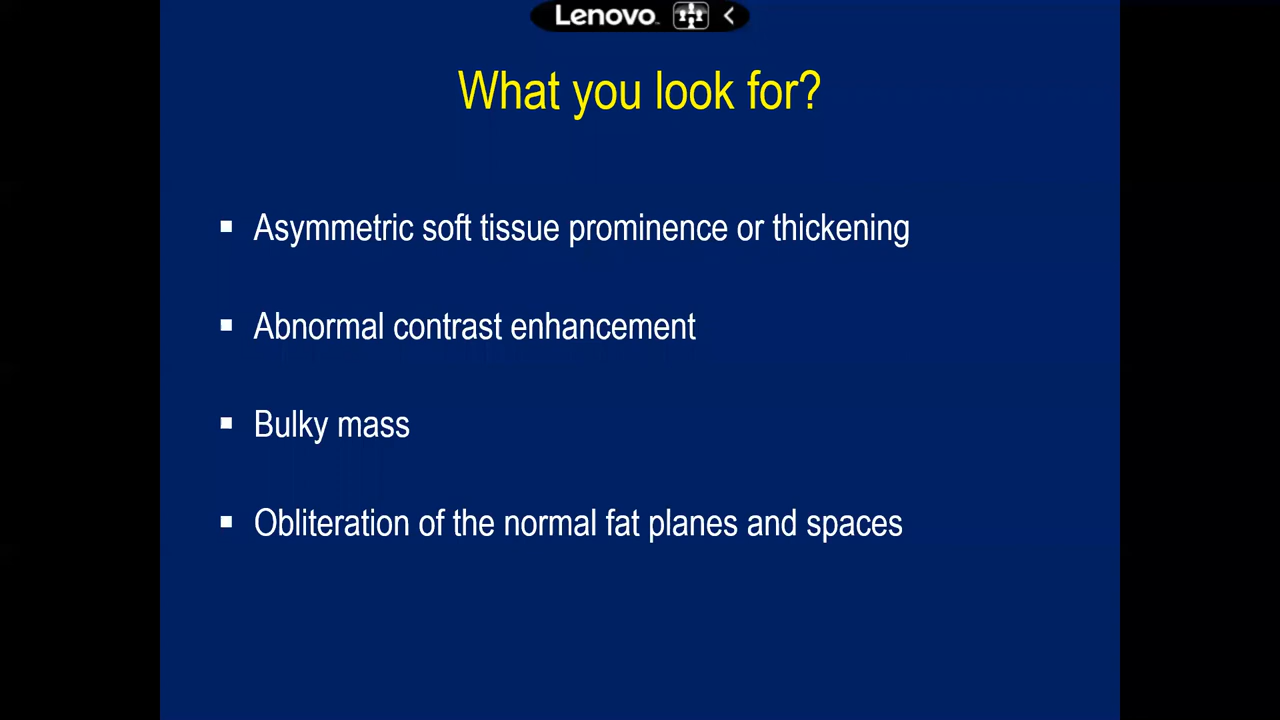 Lenovo
What you look for?
▪ Asymmetric soft tissue prominence or thickening
▪ Abnormal contrast enhancement
▪ Bulky mass
▪ Obliteration of the normal fat planes and spaces